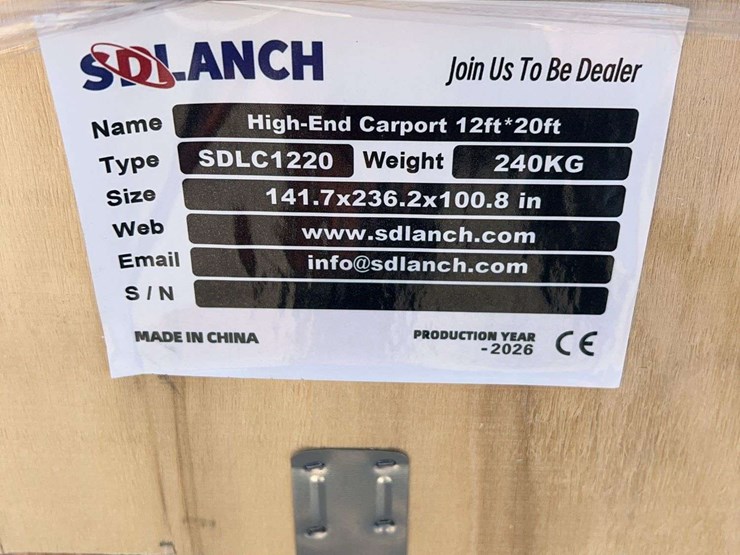 SDLANCH
Join Us To Be Dealer
Name High-End Carport 12ft*20ft
Type SDLC1220 Weight 240KG
Size 141.7x236.2x100.8 in
Web www.sdlanch.com
Email info@sdlanch.com
S / N
MADE IN CHINA
PRODUCTION YEAR
-2026
CE